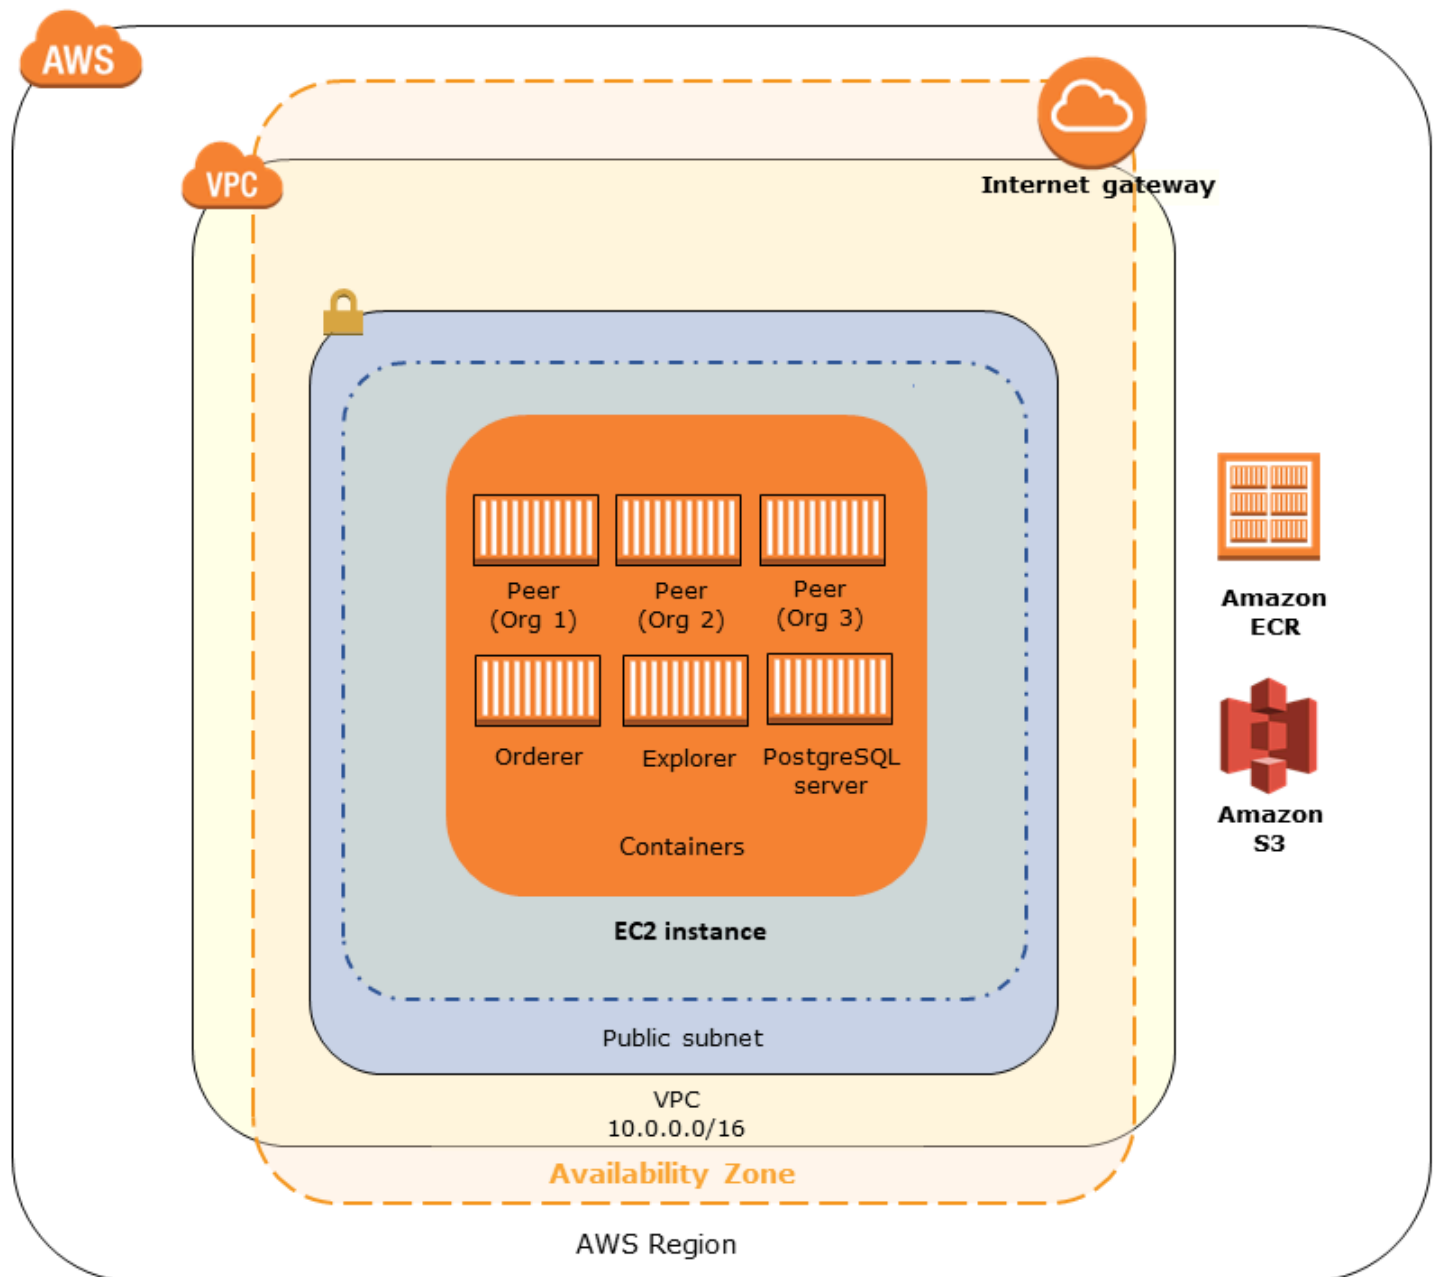 AWS
VPC
Internet gateway
Peer
(Org 1)
Peer
(Org 2)
Peer
(Org 3)
Orderer
Explorer
PostgreSQL
server
Containers
EC2 instance
Public subnet
VPC
10.0.0.0/16
Availability Zone
AWS Region
Amazon
ECR
Amazon
S3